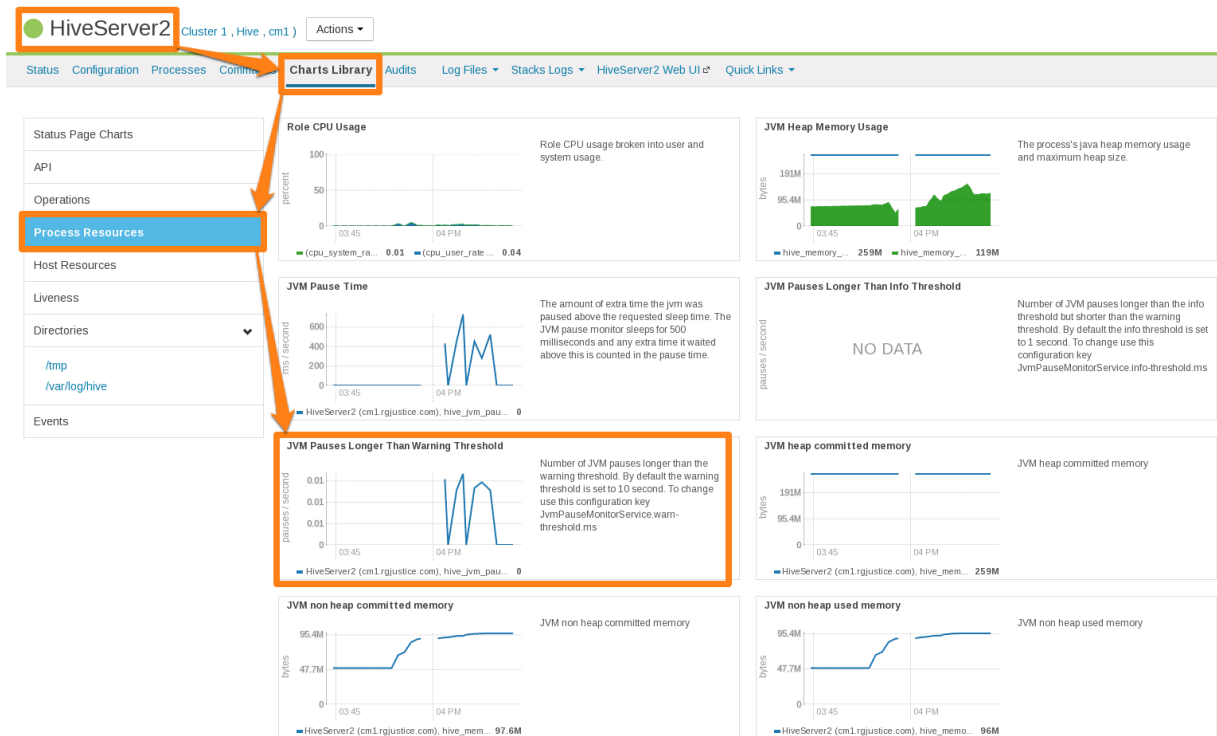 HiveServer2 ( Cluster 1 , Hive , cm1 ) Actions
Status Configuration Processes Charts Library Audits Log Files Stacks Logs HiveServer2 Web UI Quick Links
Status Page Charts
API
Operations
Process Resources
Host Resources
Liveness
Directories
/tmp
/var/log/hive
Events
Role CPU Usage
Role CPU usage broken into user and
system usage.
percent
100
50
0
03:45 04 PM
(cpu_system_ra... 0.01 (cpu_user_rate ... 0.04
JVM Heap Memory Usage
The process's java heap memory usage
and maximum heap size.
bytes
191M
95.4M
0
03:45 04 PM
hive_memory_... 259M hive_memory_... 119M
JVM Pause Time
The amount of extra time the jvm was
paused above the requested sleep time. The
JVM pause monitor sleeps for 500
milliseconds and any extra time it waited
above this is counted in the pause time.
ms / second
600
400
200
0
03:45 04 PM
HiveServer2 (cm1.rgjustice.com), hive_jvm_pau... 0
JVM Pauses Longer Than Info Threshold
Number of JVM pauses longer than the info
threshold but shorter than the warning
threshold. By default the info threshold is set
to 1 second. To change use this
configuration key
JvmPauseMonitorService.info-threshold.ms
pauses / second
NO DATA
JVM Pauses Longer Than Warning Threshold
Number of JVM pauses longer than the
warning threshold. By default the warning
threshold is set to 10 second. To change
use this configuration key
JvmPauseMonitorService.warn-
threshold.ms
pauses / second
0.01
0.01
0.01
0
03:45 04 PM
HiveServer2 (cm1.rgjustice.com), hive_jvm_pau... 0
JVM heap committed memory
JVM heap committed memory
bytes
191M
95.4M
0
03:45 04 PM
HiveServer2 (cm1.rgjustice.com), hive_mem... 259M
JVM non heap committed memory
JVM non heap committed memory
bytes
95.4M
47.7M
0
03:45 04 PM
HiveServer2 (cm1.rgjustice.com), hive_mem... 97.6M
JVM non heap used memory
JVM non heap used memory
bytes
95.4M
47.7M
0
03:45 04 PM
HiveServer2 (cm1.rgjustice.com), hive_memo... 96M